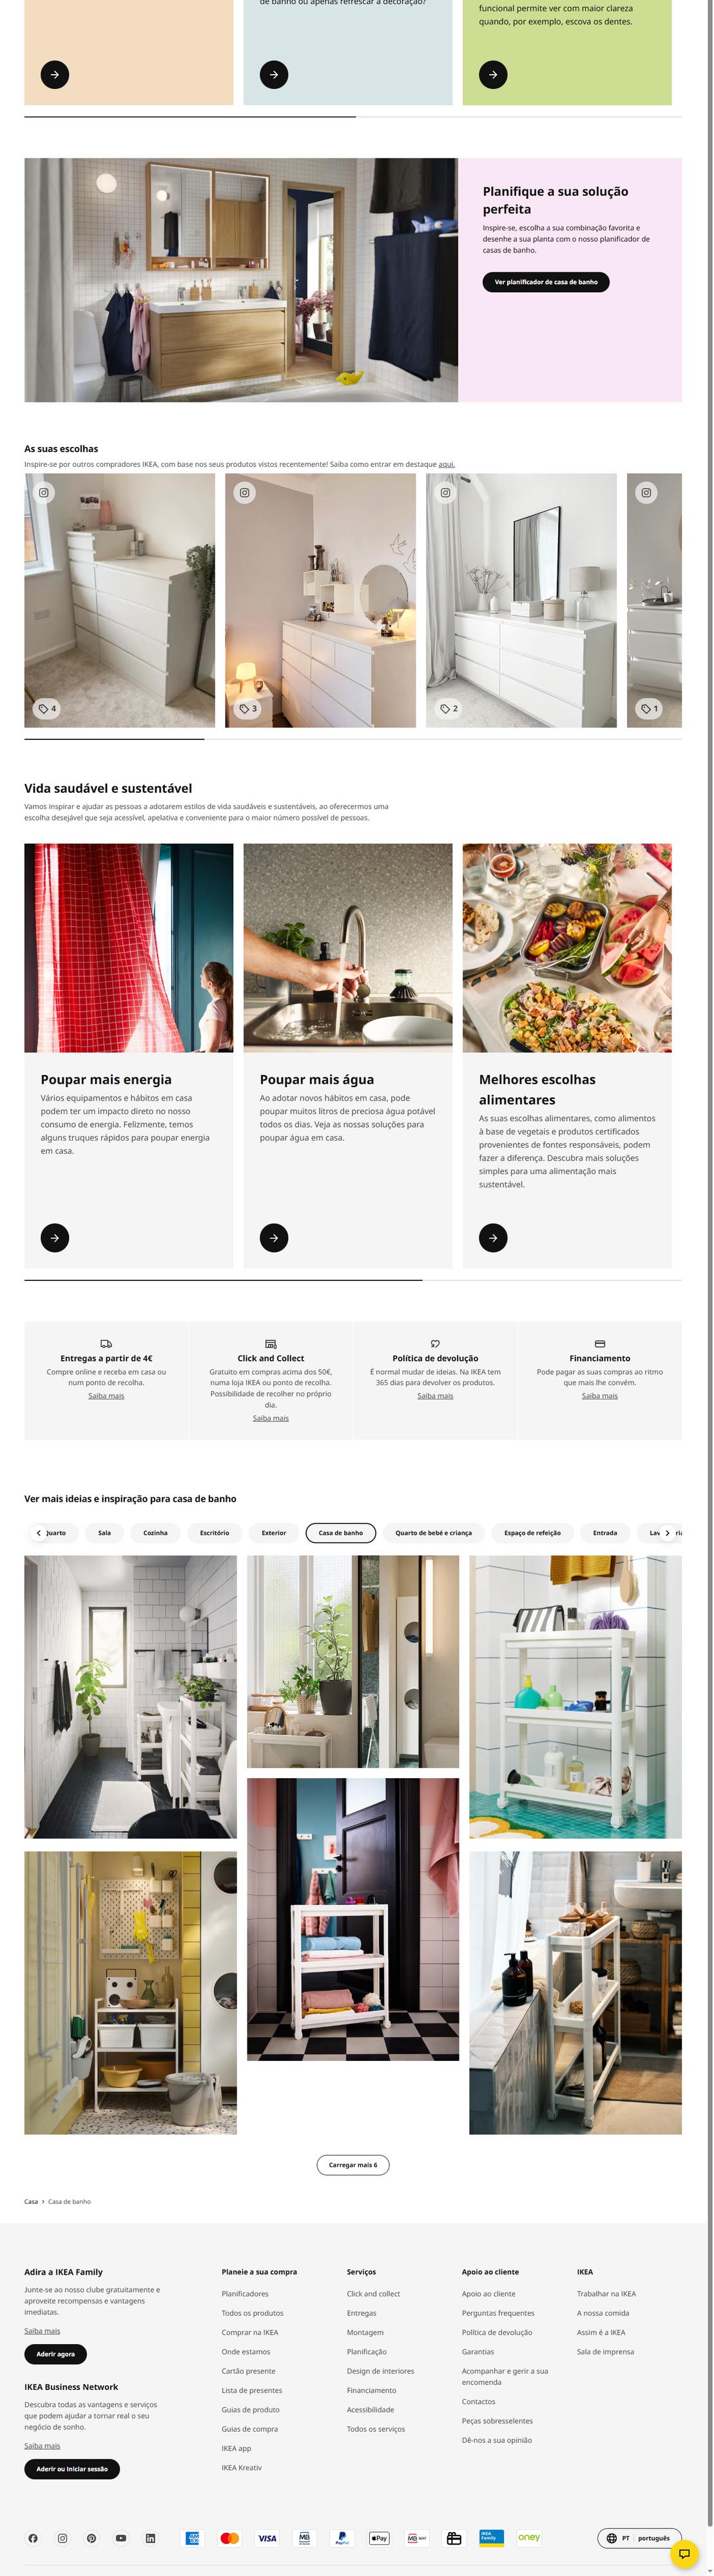 de banho ou apenas refrescar a decoração?
funcional permite ver com maior clareza
quando, por exemplo, escova os dentes.
Planifique a sua solução
perfeita
Inspire-se, escolha a sua combinação favorita e
desenhe a sua planta com o nosso planificador de
casas de banho.
Ver planificador de casa de banho
As suas escolhas
Inspire-se por outros compradores IKEA, com base nos seus produtos vistos recentemente! Saiba como entrar em destaque aqui.
4
3
2
1
Vida saudável e sustentável
Vamos inspirar e ajudar as pessoas a adotarem estilos de vida saudáveis e sustentáveis, ao oferecermos uma
escolha desejável que seja acessível, apelativa e conveniente para o maior número possível de pessoas.
Poupar mais energia
Vários equipamentos e hábitos em casa
podem ter um impacto direto no nosso
consumo de energia. Felizmente, temos
alguns truques rápidos para poupar energia
em casa.
Poupar mais água
Ao adotar novos hábitos em casa, pode
poupar muitos litros de preciosa água potável
todos os dias. Veja as nossas soluções para
poupar água em casa.
Melhores escolhas
alimentares
As suas escolhas alimentares, como alimentos
à base de vegetais e produtos certificados
provenientes de fontes responsáveis, podem
fazer a diferença. Descubra mais soluções
simples para uma alimentação mais
sustentável.
Entregas a partir de 4€
Compre online e receba em casa ou
num ponto de recolha.
Saiba mais
Click and Collect
Gratuito em compras acima dos 50€,
numa loja IKEA ou ponto de recolha.
Possibilidade de recolher no próprio
dia.
Saiba mais
Política de devolução
É normal mudar de ideias. Na IKEA tem
365 dias para devolver os produtos.
Saiba mais
Financiamento
Pode pagar as suas compras ao ritmo
que mais lhe convém.
Saiba mais
Ver mais ideias e inspiração para casa de banho
Quarto
Sala
Cozinha
Escritório
Exterior
Casa de banho
Quarto de bebé e criança
Espaço de refeição
Entrada
Carregar mais 6
Casa › Casa de banho
Adira a IKEA Family
Junte-se ao nosso clube gratuitamente e
aproveite recompensas e vantagens
imediatas.
Saiba mais
Aderir agora
IKEA Business Network
Descubra todas as vantagens e serviços
que podem ajudar a tornar real o seu
negócio de sonho.
Saiba mais
Aderir ou Iniciar sessão
Planeie a sua compra
Planificadores
Todos os produtos
Comprar na IKEA
Onde estamos
Cartão presente
Lista de presentes
Guias de produto
Guias de compra
IKEA app
IKEA Kreativ
Serviços
Click and collect
Entregas
Montagem
Planificação
Design de interiores
Financiamento
Acessibilidade
Todos os serviços
Apoio ao cliente
Apoio ao cliente
Perguntas frequentes
Política de devolução
Garantias
Acompanhar e gerir a sua
encomenda
Contactos
Peças sobresselentes
Dê-nos a sua opinião
IKEA
Trabalhar na IKEA
A nossa comida
Assim é a IKEA
Sala de imprensa
VISA
MB
PayPal
Pay
MB WAY
IKEA
Family
oney
PT | português